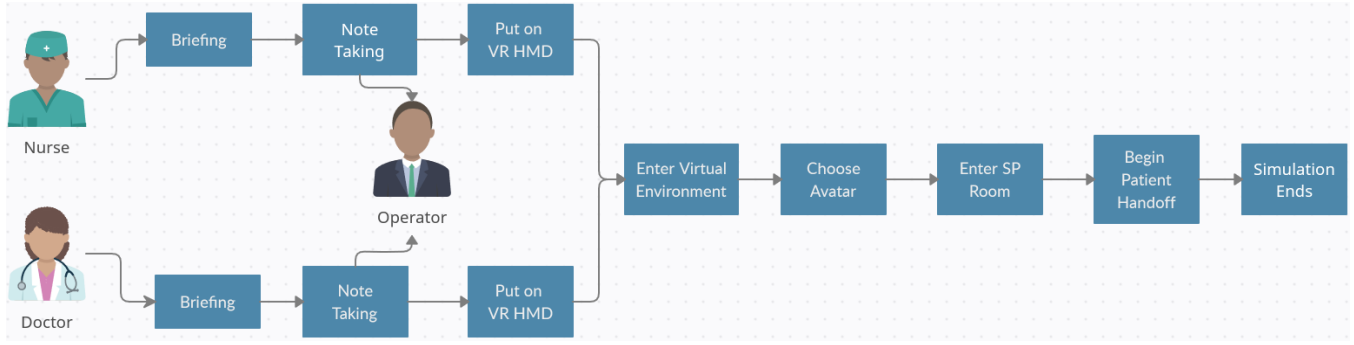 Nurse
Briefing
Note
Taking
Put on
VR HMD
Operator
Doctor
Briefing
Note
Taking
Put on
VR HMD
Enter Virtual
Environment
Choose
Avatar
Enter SP
Room
Begin
Patient
Handoff
Simulation
Ends